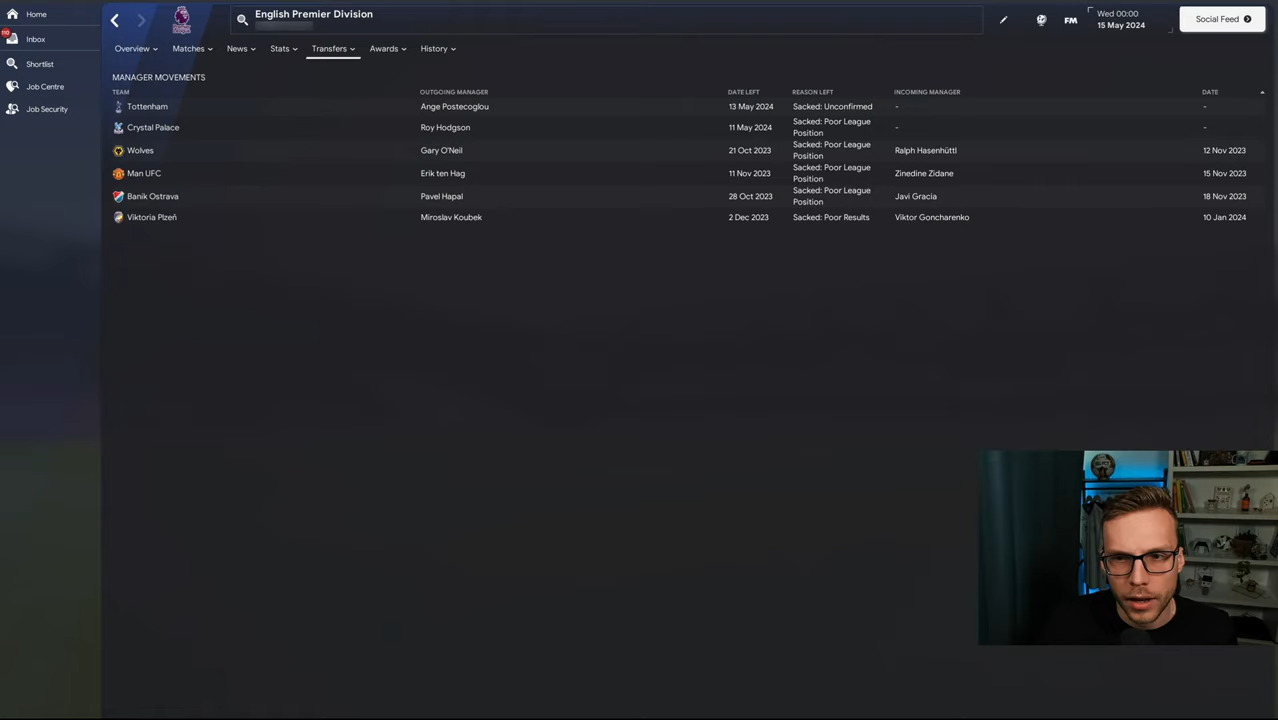 Home
110
Inbox
Shortlist
Job Centre
Job Security
English Premier Division
FM
Wed 00:00
15 May 2024
Social Feed
Overview Matches News Stats Transfers Awards History
MANAGER MOVEMENTS
TEAM OUTGOING MANAGER DATE LEFT REASON LEFT INCOMING MANAGER DATE
Tottenham Ange Postecoglou 13 May 2024 Sacked: Unconfirmed - -
Crystal Palace Roy Hodgson 11 May 2024 Sacked: Poor League Position - -
Wolves Gary O'Neil 21 Oct 2023 Sacked: Poor League Position Ralph Hasenhüttl 12 Nov 2023
Man UFC Erik ten Hag 11 Nov 2023 Sacked: Poor League Position Zinedine Zidane 15 Nov 2023
Banik Ostrava Pavel Hapal 28 Oct 2023 Sacked: Poor League Position Javi Gracia 18 Nov 2023
Viktoria Plzeň Miroslav Koubek 2 Dec 2023 Sacked: Poor Results Viktor Goncharenko 10 Jan 2024